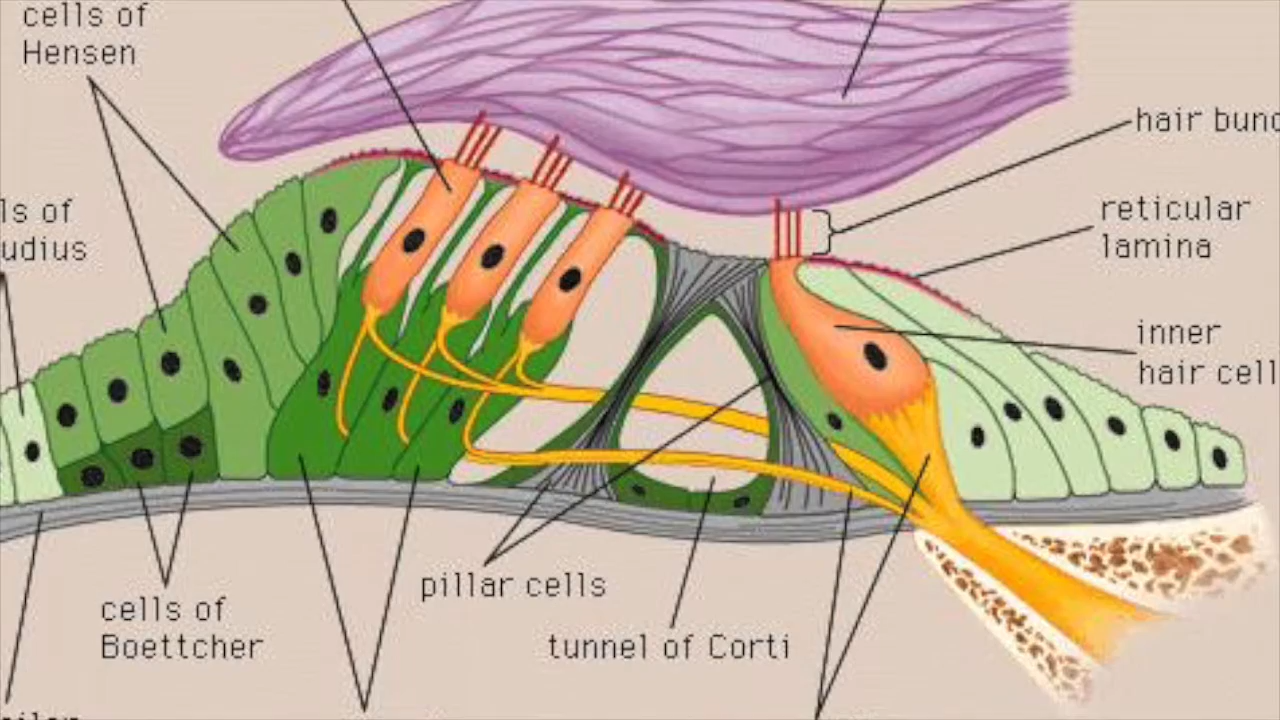 cells of
Hensen
hair bunc
ls of
udius
reticular
lamina
inner
hair cell
pillar cells
cells of
Boettcher
tunnel of Corti